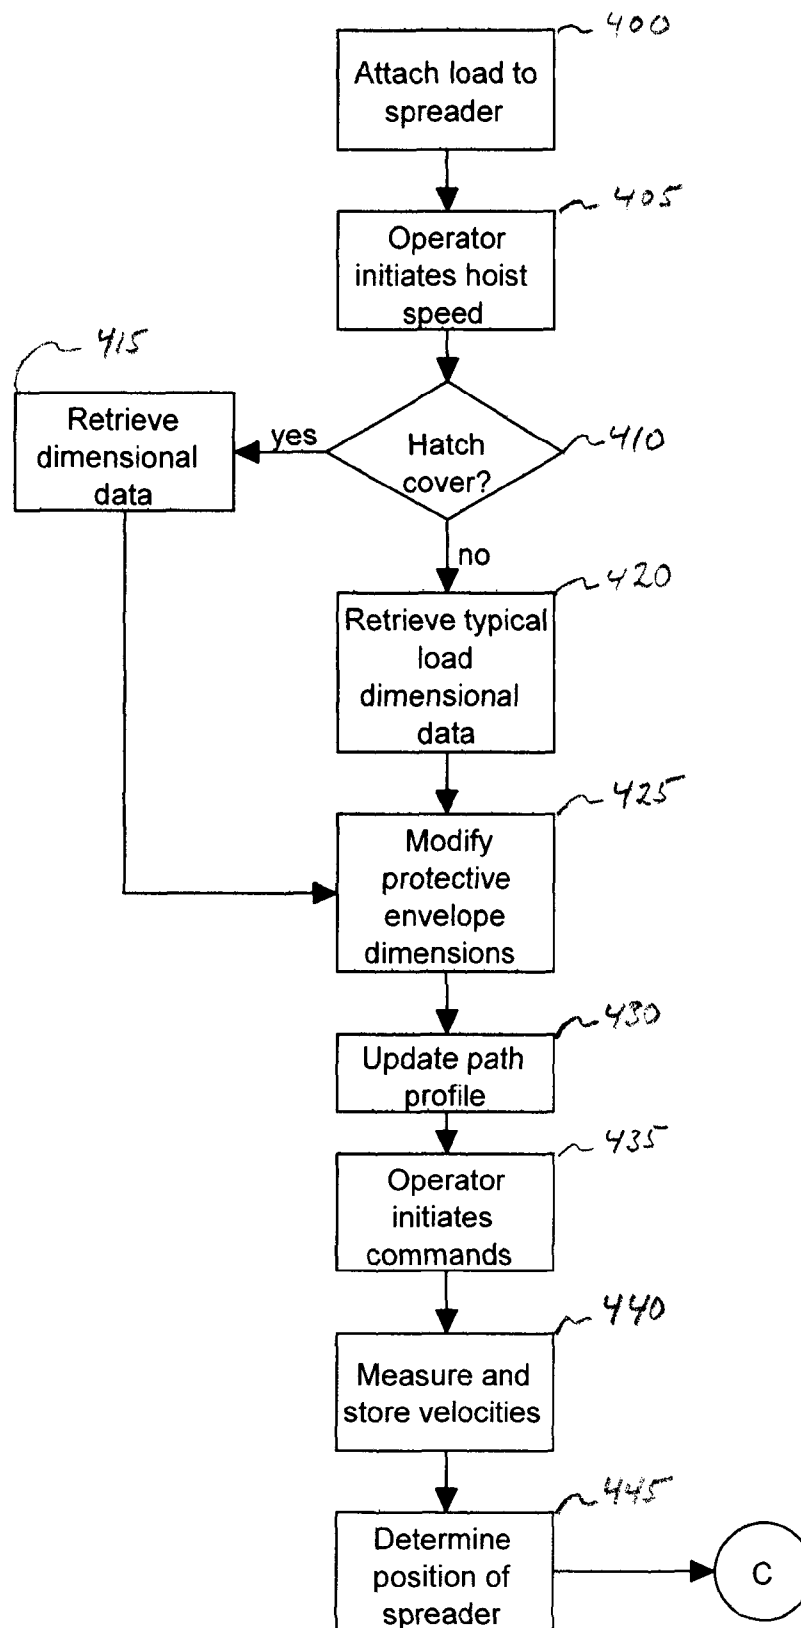 400
Attach load to
spreader
405
Operator
initiates hoist
speed
415
Retrieve
dimensional
data
yes
Hatch
cover?
410
no
420
Retrieve typical
load
dimensional
data
425
Modify
protective
envelope
dimensions
430
Update path
profile
435
Operator
initiates
commands
440
Measure and
store velocities
445
Determine
position of
spreader
C